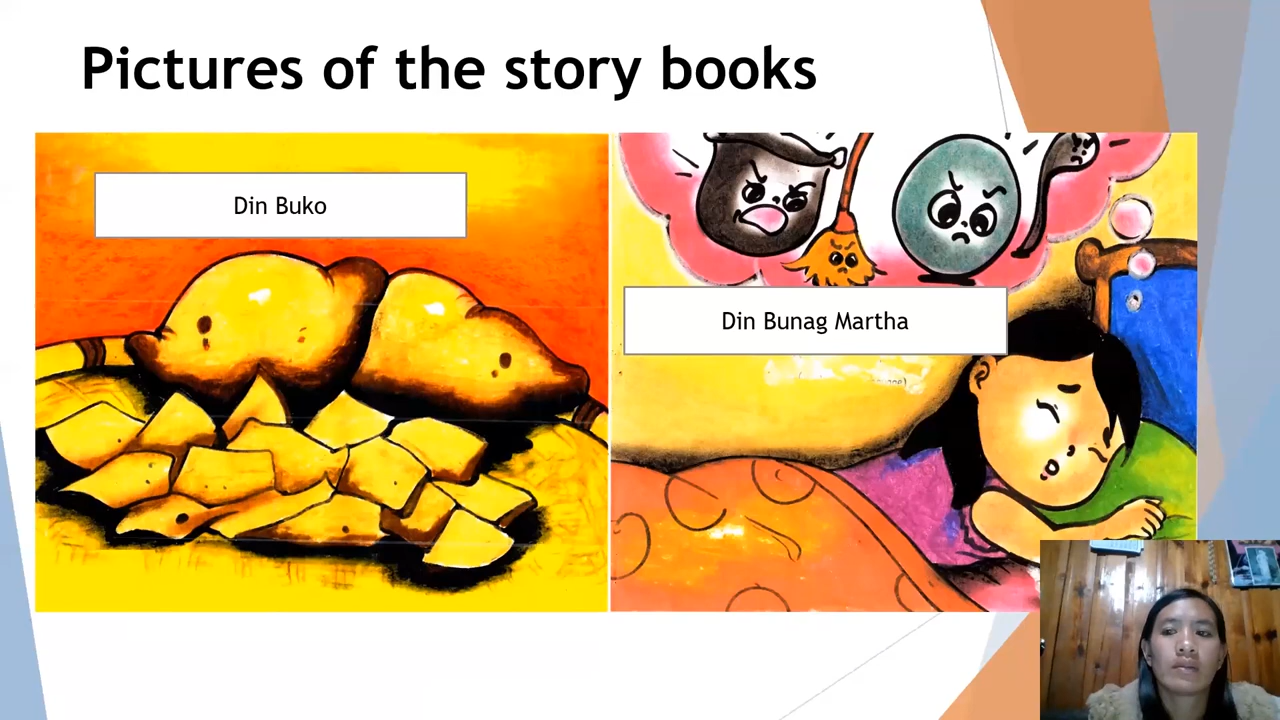 Pictures of the story books
Din Buko
Din Bunag Martha